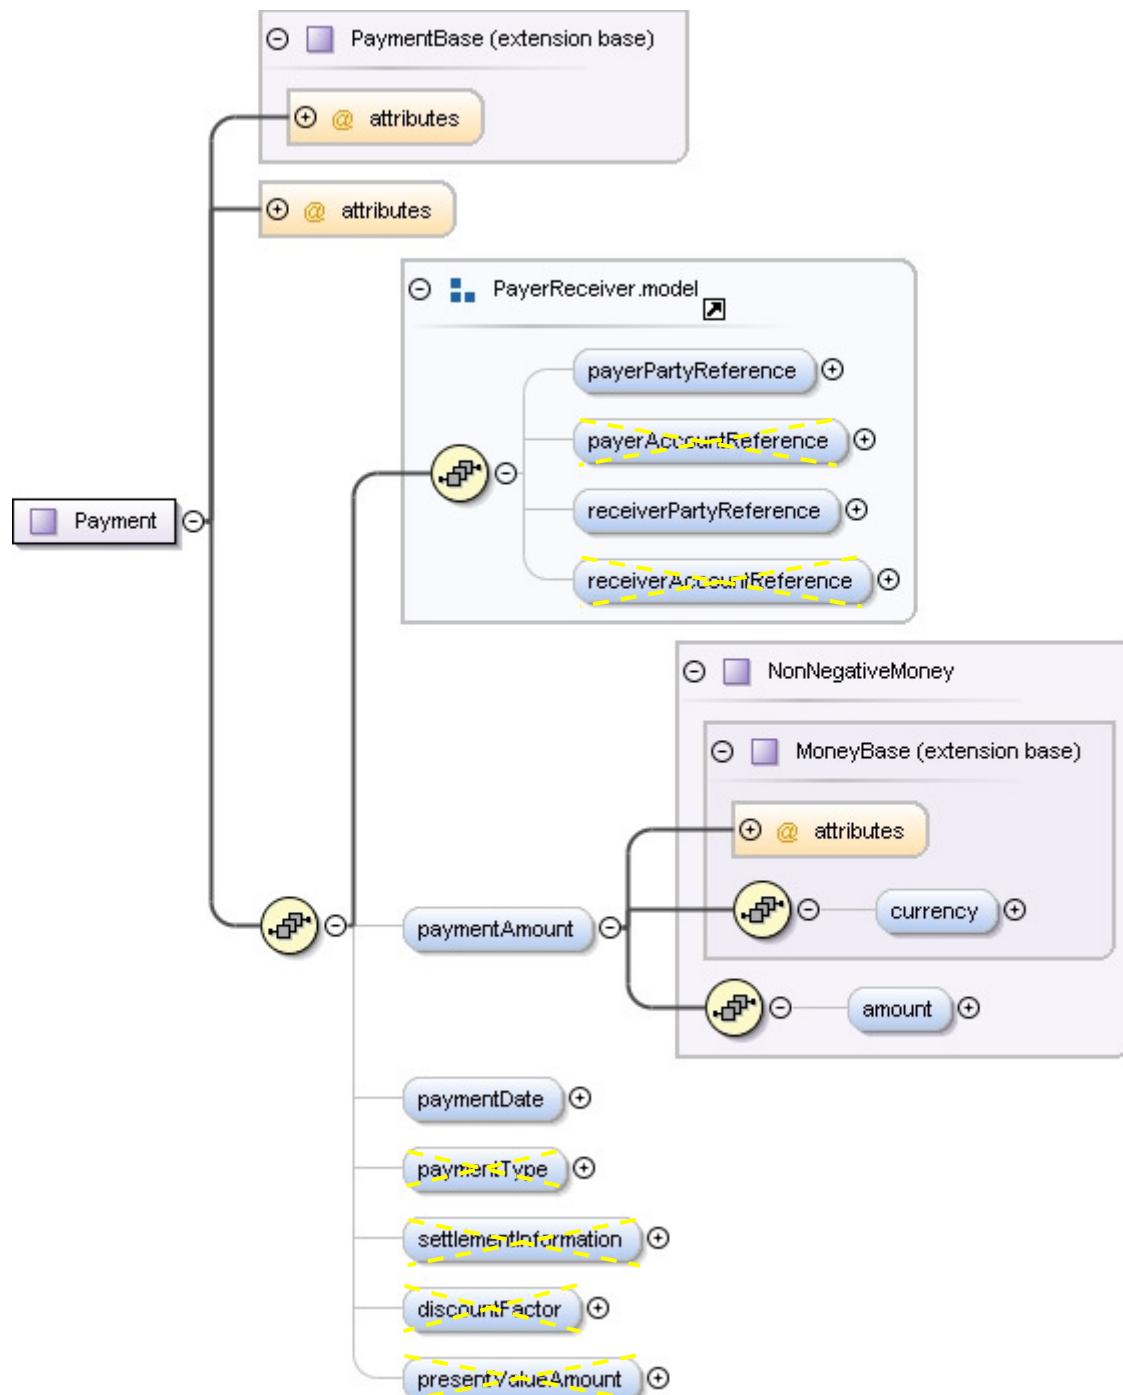 PaymentBase (extension base)
@ attributes
@ attributes
PayerReceiver.model
payerPartyReference
payerAccountReference
receiverPartyReference
receiverAccountReference
Payment
NonNegativeMoney
MoneyBase (extension base)
@ attributes
currency
paymentAmount
amount
paymentDate
paymentType
settlementInformation
discountFactor
presentValueAmount